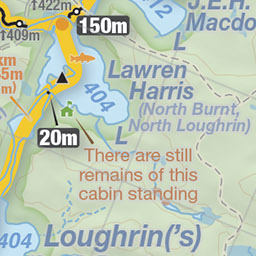 ↑422m
J.E.H.
Macdo
↑409m
150m
L
Lawren
Harris
(North Burnt,
North Loughrin)
404
20m
L
There are still
remains of this
cabin standing
404
Loughrin('s)